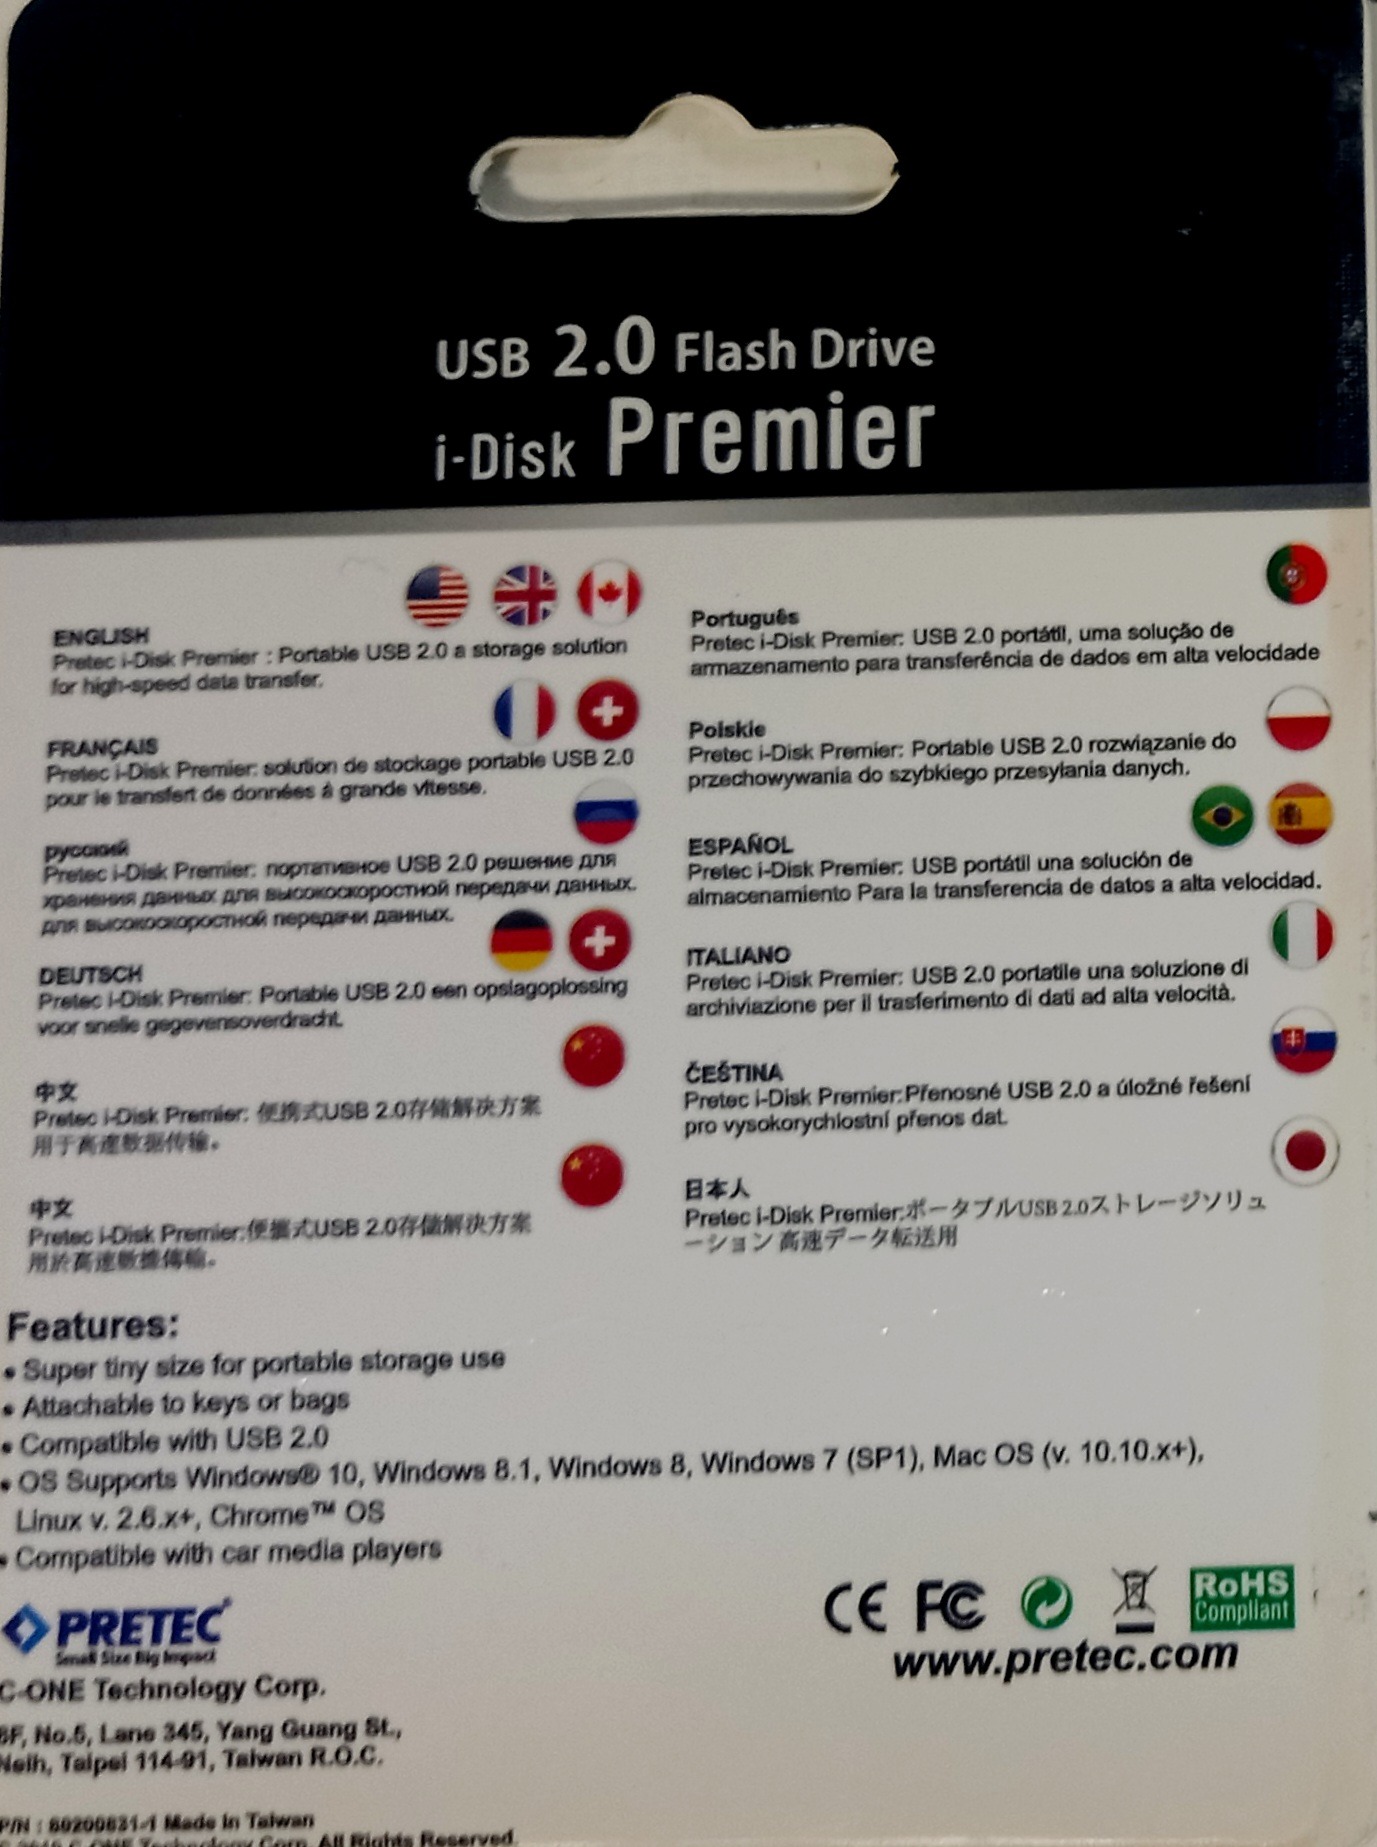 USB 2.0 Flash Drive
i-Disk Premier
ENGLISH
Pretec i-Disk Premier : Portable USB 2.0 a storage solution
for high-speed data transfer.
FRANÇAIS
Pretec i-Disk Premier: solution de stockage portable USB 2.0
pour le transfert de données á grande vitesse.
русский
Pretec i-Disk Premier: портативное USB 2.0 решение для
хранения данных для высокоскоростной передачи данных.
для высокоскоростной передачи данных.
DEUTSCH
Pretec i-Disk Premier: Portable USB 2.0 een opslagoplossing
voor snelle gegevensoverdracht.
中文
Pretec i-Disk Premier: 便携式USB 2.0存储解决方案
用于高速数据传输。
中文
Pretec i-Disk Premier:便攜式USB 2.0存儲解決方案
用於高速數據傳輸。
Português
Pretec i-Disk Premier: USB 2.0 portátil, uma solução de
armazenamento para transferência de dados em alta velocidade
Polskie
Pretec i-Disk Premier: Portable USB 2.0 rozwiązanie do
przechowywania do szybkiego przesyłania danych.
ESPAÑOL
Pretec i-Disk Premier: USB portátil una solución de
almacenamiento Para la transferencia de datos a alta velocidad.
ITALIANO
Pretec i-Disk Premier: USB 2.0 portatile una soluzione di
archiviazione per il trasferimento di dati ad alta velocità.
ČEŠTINA
Pretec i-Disk Premier:Přenosné USB 2.0 a úložné řešení
pro vysokorychlostní přenos dat.
日本人
Pretec i-Disk Premier:ポータブルUSB 2.0ストレージソリュ
ーション 高速データ転送用
Features:
• Super tiny size for portable storage use
• Attachable to keys or bags
• Compatible with USB 2.0
• OS Supports Windows® 10, Windows 8.1, Windows 8, Windows 7 (SP1), Mac OS (v. 10.10.x+),
Linux v. 2.6.x+, Chrome™ OS
• Compatible with car media players
PRETEC®
Small Size Big Impact
C-ONE Technology Corp.
No.5, Lane 345, Yang Guang St.,
Neih, Taipei 114-91, Taiwan R.O.C.
P/N : 60200831-1 Made in Taiwan
C-ONE Technology Corp. All Rights Reserved.
CE FC
RoHS
Compliant
www.pretec.com